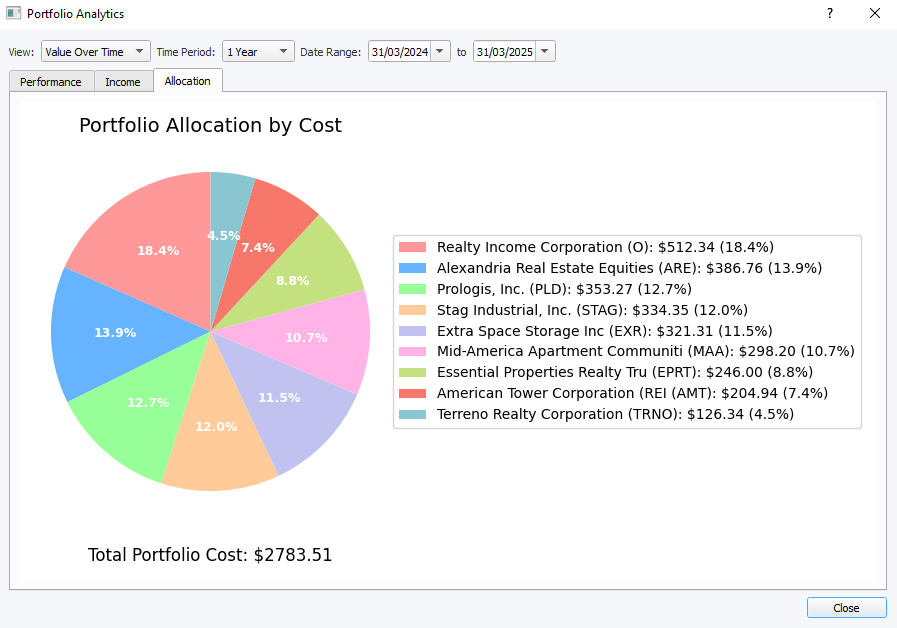 Portfolio Analytics
?
View: Value Over Time Time Period: 1 Year Date Range: 31/03/2024 to 31/03/2025
Performance Income Allocation
Portfolio Allocation by Cost
4.5%
7.4%
18.4%
8.8%
13.9%
10.7%
12.7%
11.5%
12.0%
Realty Income Corporation (O): $512.34 (18.4%)
Alexandria Real Estate Equities (ARE): $386.76 (13.9%)
Prologis, Inc. (PLD): $353.27 (12.7%)
Stag Industrial, Inc. (STAG): $334.35 (12.0%)
Extra Space Storage Inc (EXR): $321.31 (11.5%)
Mid-America Apartment Communiti (MAA): $298.20 (10.7%)
Essential Properties Realty Tru (EPRT): $246.00 (8.8%)
American Tower Corporation (REI (AMT): $204.94 (7.4%)
Terreno Realty Corporation (TRNO): $126.34 (4.5%)
Total Portfolio Cost: $2783.51
Close